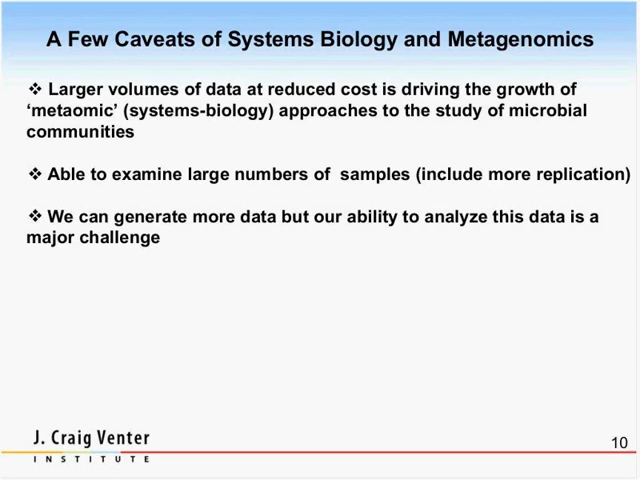 A Few Caveats of Systems Biology and Metagenomics
❖ Larger volumes of data at reduced cost is driving the growth of
‘metaomic’ (systems-biology) approaches to the study of microbial
communities
❖ Able to examine large numbers of  samples (include more replication)
❖ We can generate more data but our ability to analyze this data is a
major challenge
J. Craig Venter
INSTITUTE
10